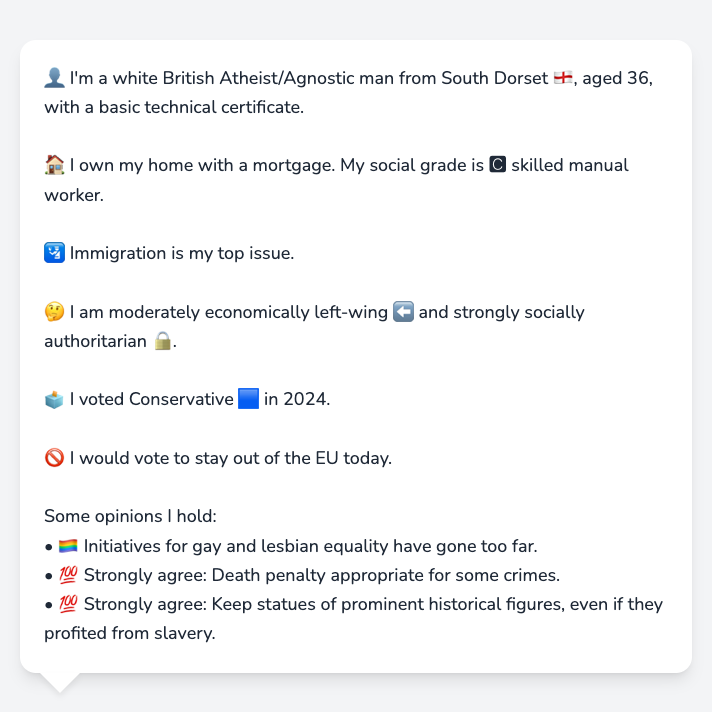 👤 I'm a white British Atheist/Agnostic man from South Dorset 🏴󠁧󠁢󠁥󠁮󠁧󠁿, aged 36,
with a basic technical certificate.
🏠 I own my home with a mortgage. My social grade is C skilled manual
worker.
🛂 Immigration is my top issue.
🤔 I am moderately economically left-wing ⬅️ and strongly socially
authoritarian 🔒.
🗳️ I voted Conservative 🟦 in 2024.
🚫 I would vote to stay out of the EU today.
Some opinions I hold:
• 🏳️‍🌈 Initiatives for gay and lesbian equality have gone too far.
• 💯 Strongly agree: Death penalty appropriate for some crimes.
• 💯 Strongly agree: Keep statues of prominent historical figures, even if they
profited from slavery.